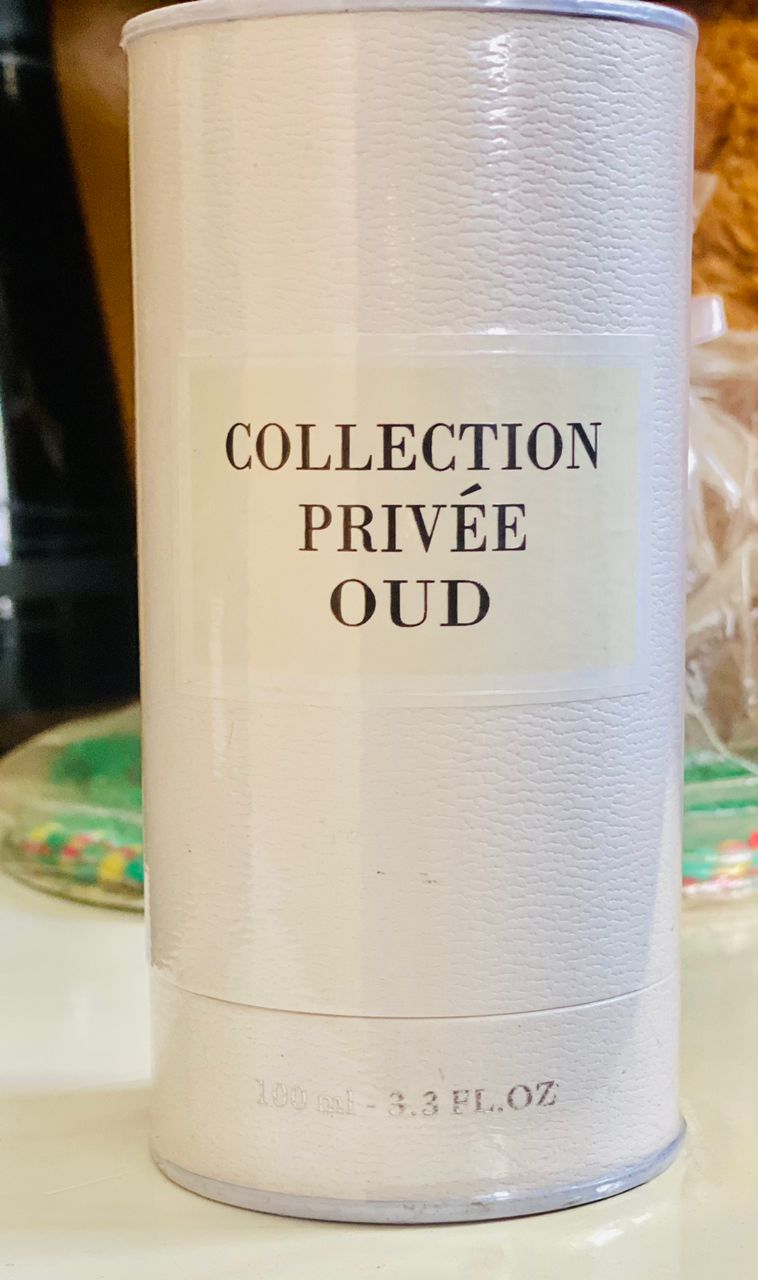 COLLECTION
PRIVÉE
OUD
100 ml - 3.3 FL.OZ